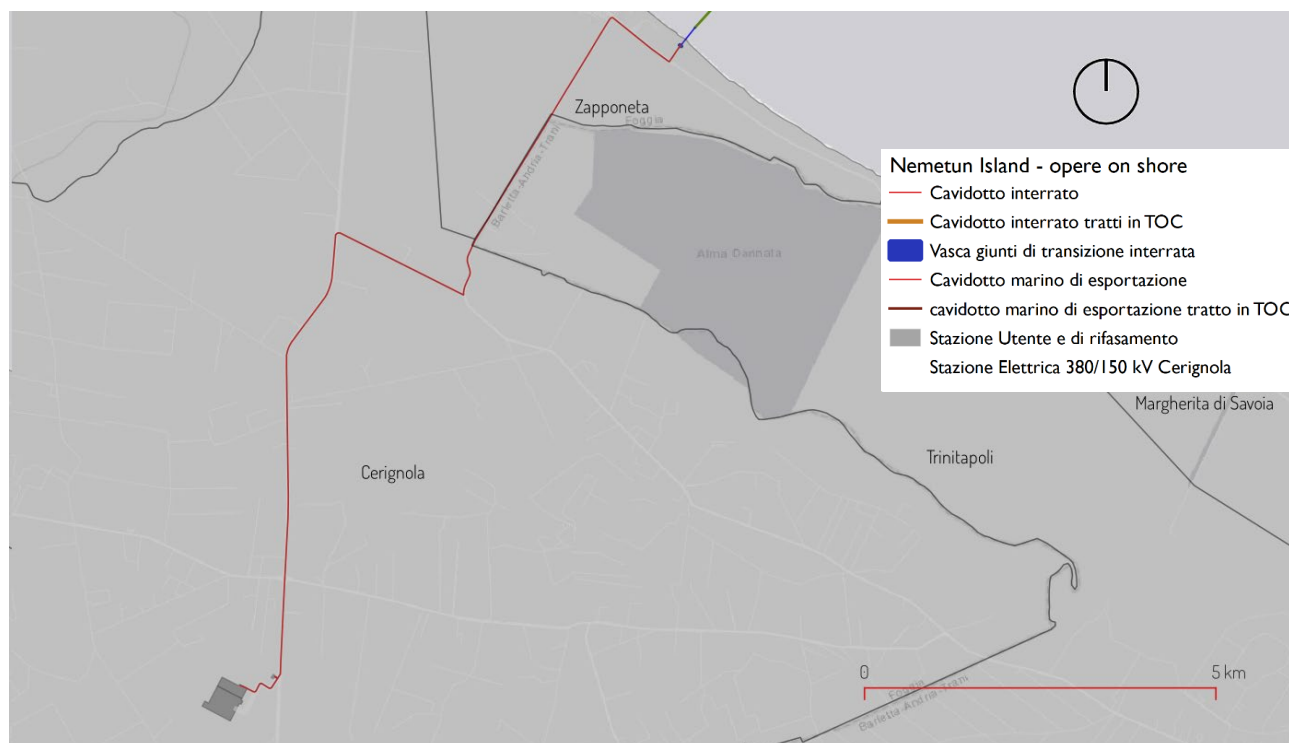 Zapponeta
Foggia
Barletta-Andria-Trani
Nemetun Island - opere on shore
Cavidotto interrato
Cavidotto interrato tratti in TOC
Vasca giunti di transizione interrata
Cavidotto marino di esportazione
cavidotto marino di esportazione tratto in TOC
Stazione Utente e di rifasamento
Stazione Elettrica 380/150 kV Cerignola
Alma Dannata
Margherita di Savoia
Trinitapoli
Cerignola
0 5 km
Foggia
Barletta-Andria-Trani